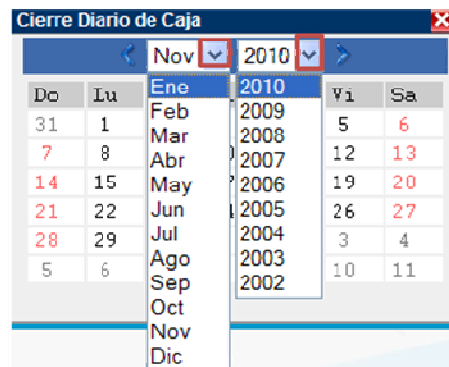 Cierre Diario de Caja
Nov 2010
Do Lu Vi Sa
31 1 5 6
7 8 12 13
14 15 19 20
21 22 26 27
28 29 3 4
5 6 10 11
Ene
Feb
Mar
Abr
May
Jun
Jul
Ago
Sep
Oct
Nov
Dic
2010
2009
2008
2007
2006
2005
2004
2003
2002